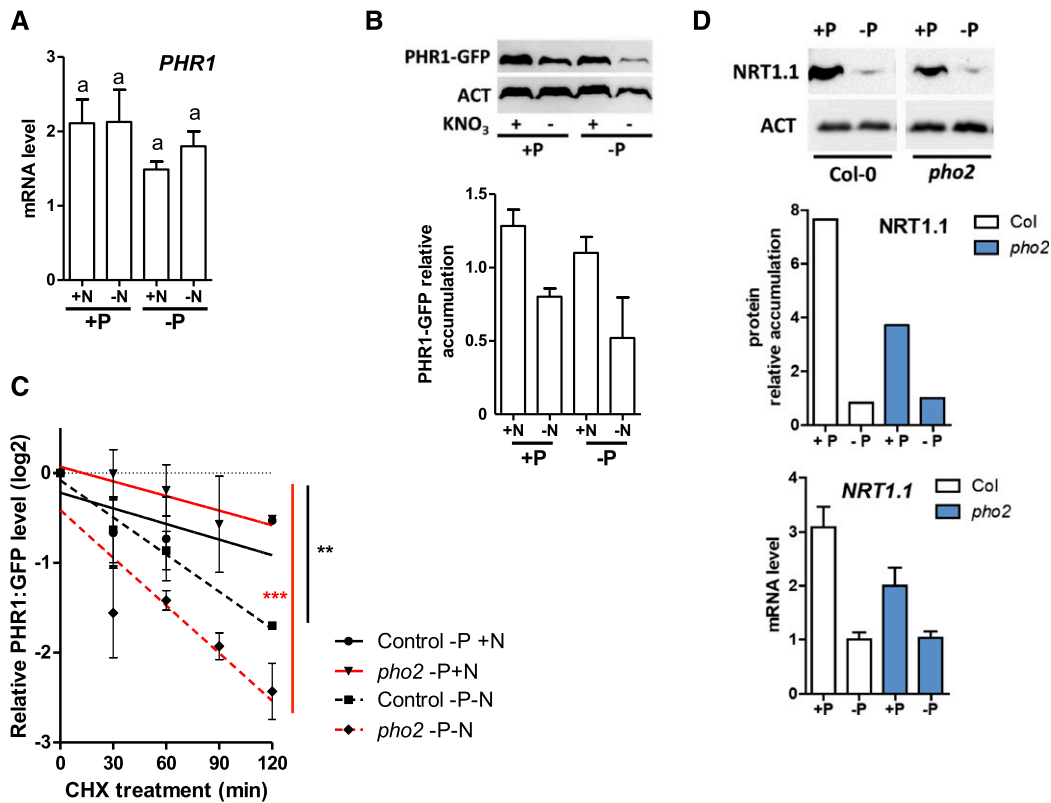 A
PHR1
mRNA level
3
2
1
0
a
a
a
a
+N
-N
+N
-N
+P
-P
B
PHR1-GFP
ACT
KNO3
+
-
+
-
+P
-P
PHR1-GFP relative
accumulation
1.5
1.0
0.5
0
+N
-N
+N
-N
+P
-P
C
Relative PHR1:GFP level (log2)
0
-1
-2
-3
0
30
60
90
120
CHX treatment (min)
**
***
Control -P +N
pho2 -P+N
Control -P-N
pho2 -P-N
D
+P
-P
+P
-P
NRT1.1
ACT
Col-0
pho2
NRT1.1
Col
pho2
protein
relative accumulation
8
6
4
2
0
+ P
- P
+ P
- P
NRT1.1
Col
pho2
mRNA level
4
3
2
1
0
+P
-P
+P
-P